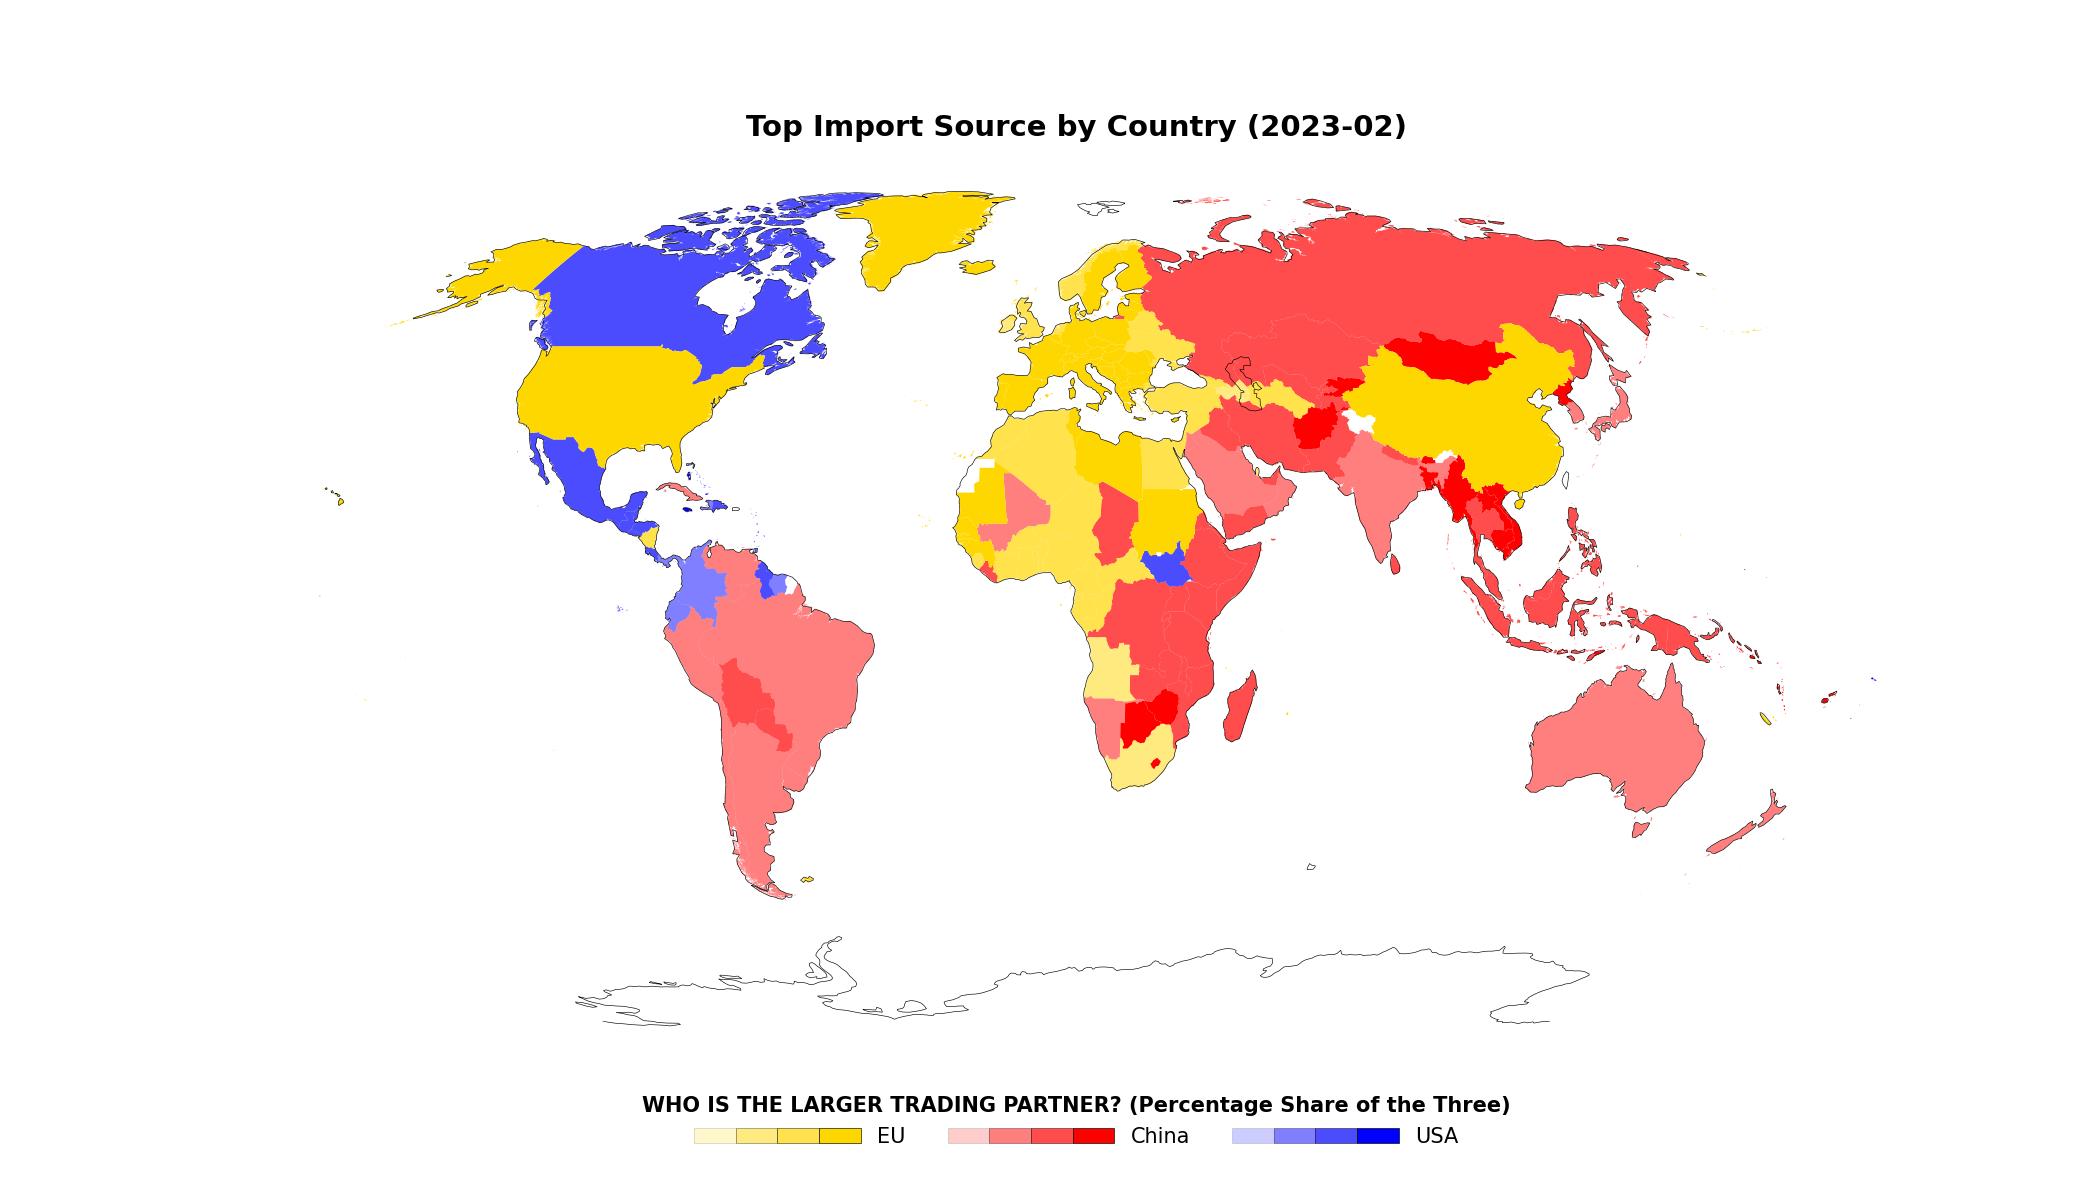 Top Import Source by Country (2023-02)
WHO IS THE LARGER TRADING PARTNER? (Percentage Share of the Three)
EU China USA